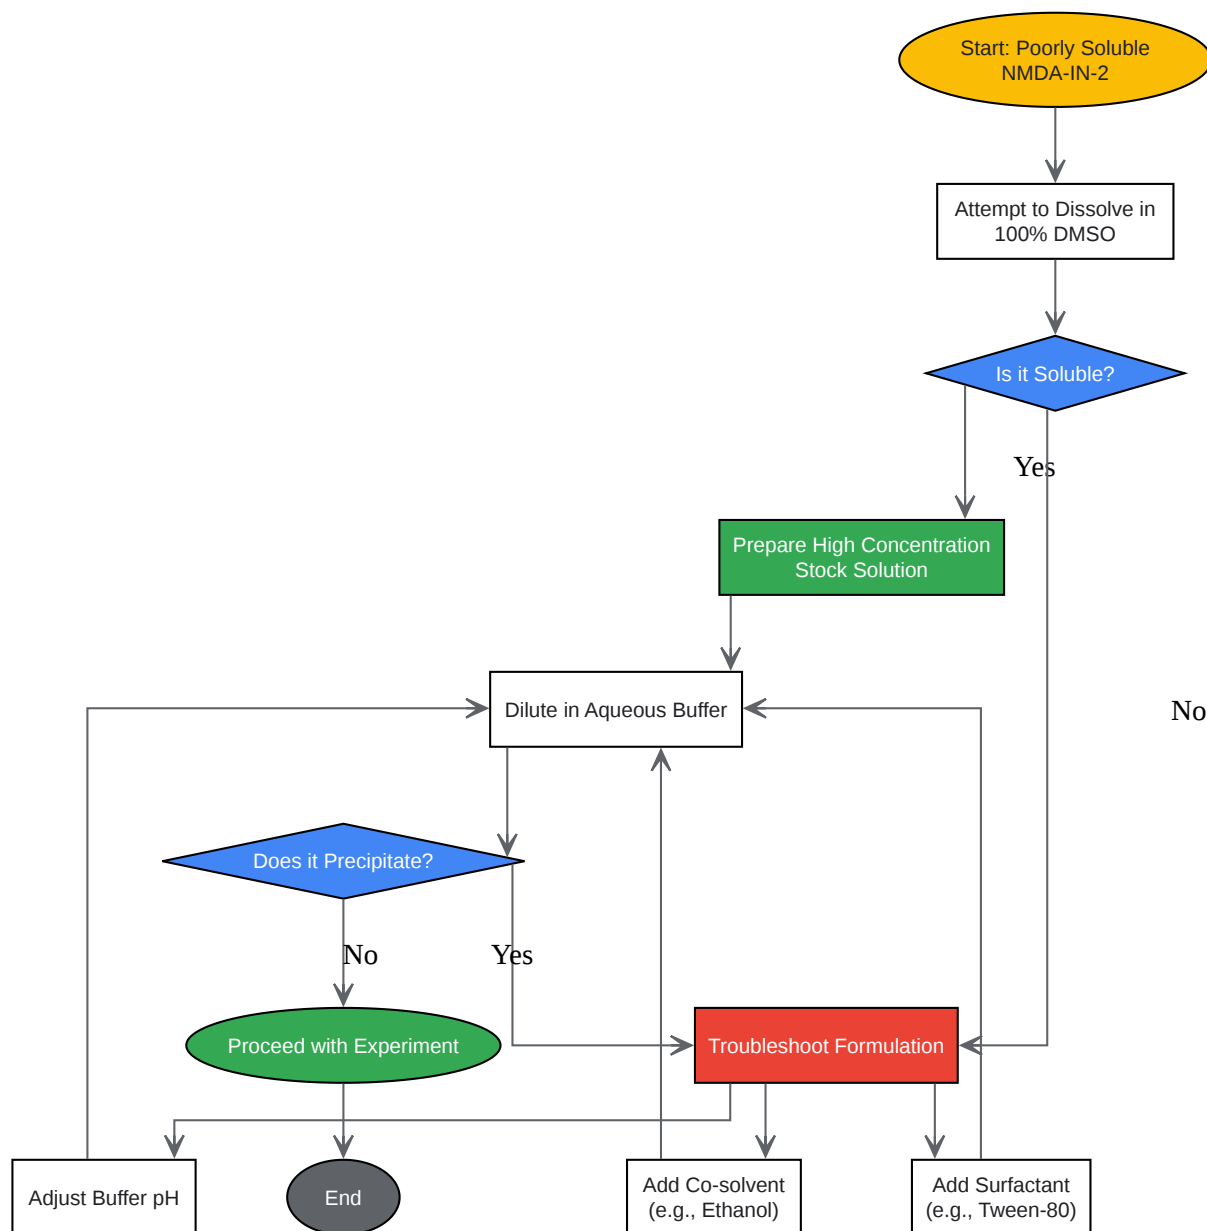 Start: Poorly Soluble
NMDA-IN-2
Attempt to Dissolve in
100% DMSO
Is it Soluble?
Yes
Prepare High Concentration
Stock Solution
Dilute in Aqueous Buffer
No
Does it Precipitate?
No
Yes
Proceed with Experiment
Troubleshoot Formulation
Adjust Buffer pH
End
Add Co-solvent
(e.g., Ethanol)
Add Surfactant
(e.g., Tween-80)